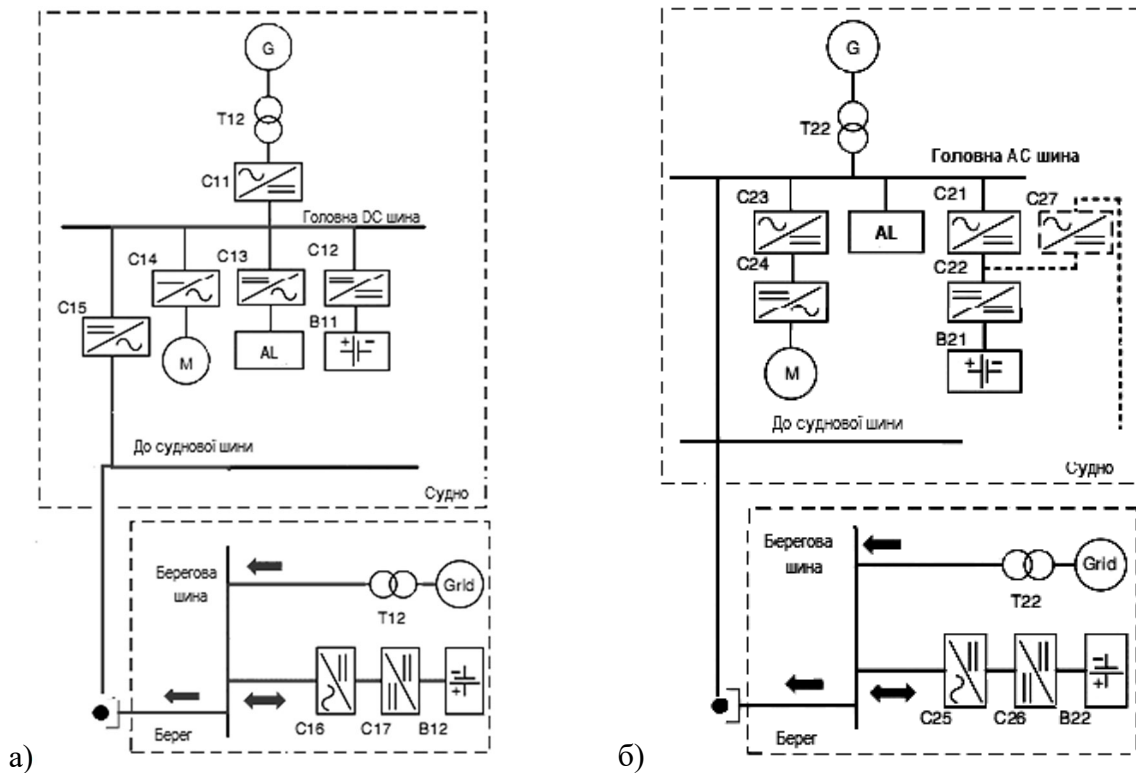 G
T12
C11
Головна DC шина
C14
C13
C12
C15
B11
M
AL
До суднової шини
Судно
Берегова
шина
Grid
T12
C16
C17
B12
Берег
а)
G
T22
Головна АС шина
C23
C21
C27
AL
C24
C22
B21
M
До суднової шини
Судно
Берегова
шина
Grid
T22
C25
C26
B22
Берег
б)